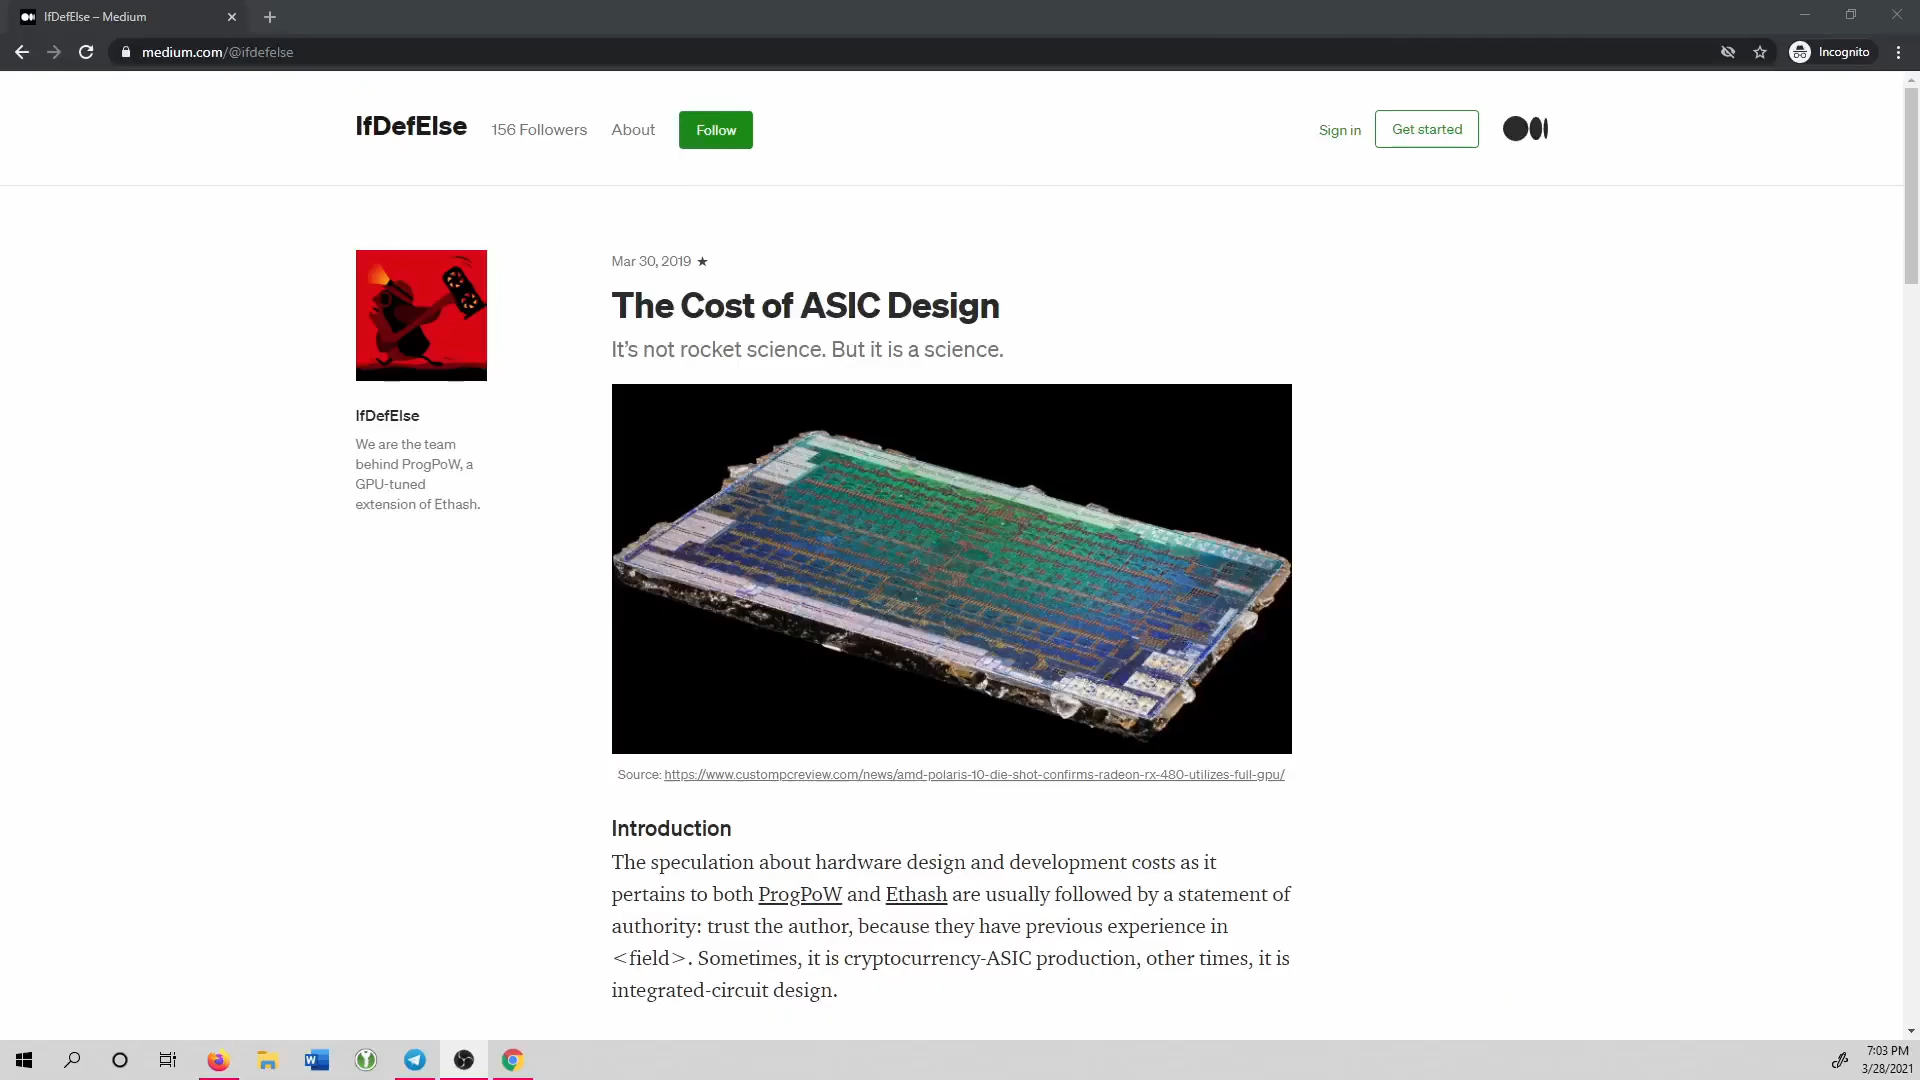 IfDefElse – Medium
medium.com/@ifdefelse
Incognito
IfDefElse
156 Followers
About
Follow
Sign in
Get started
Mar 30, 2019 ★
The Cost of ASIC Design
It’s not rocket science. But it is a science.
IfDefElse
We are the team
behind ProgPoW, a
GPU-tuned
extension of Ethash.
Source: https://www.custompcreview.com/news/amd-polaris-10-die-shot-confirms-radeon-rx-480-utilizes-full-gpu/
Introduction
The speculation about hardware design and development costs as it
pertains to both ProgPoW and Ethash are usually followed by a statement of
authority: trust the author, because they have previous experience in
<field>. Sometimes, it is cryptocurrency-ASIC production, other times, it is
integrated-circuit design.
7:03 PM
3/28/2021